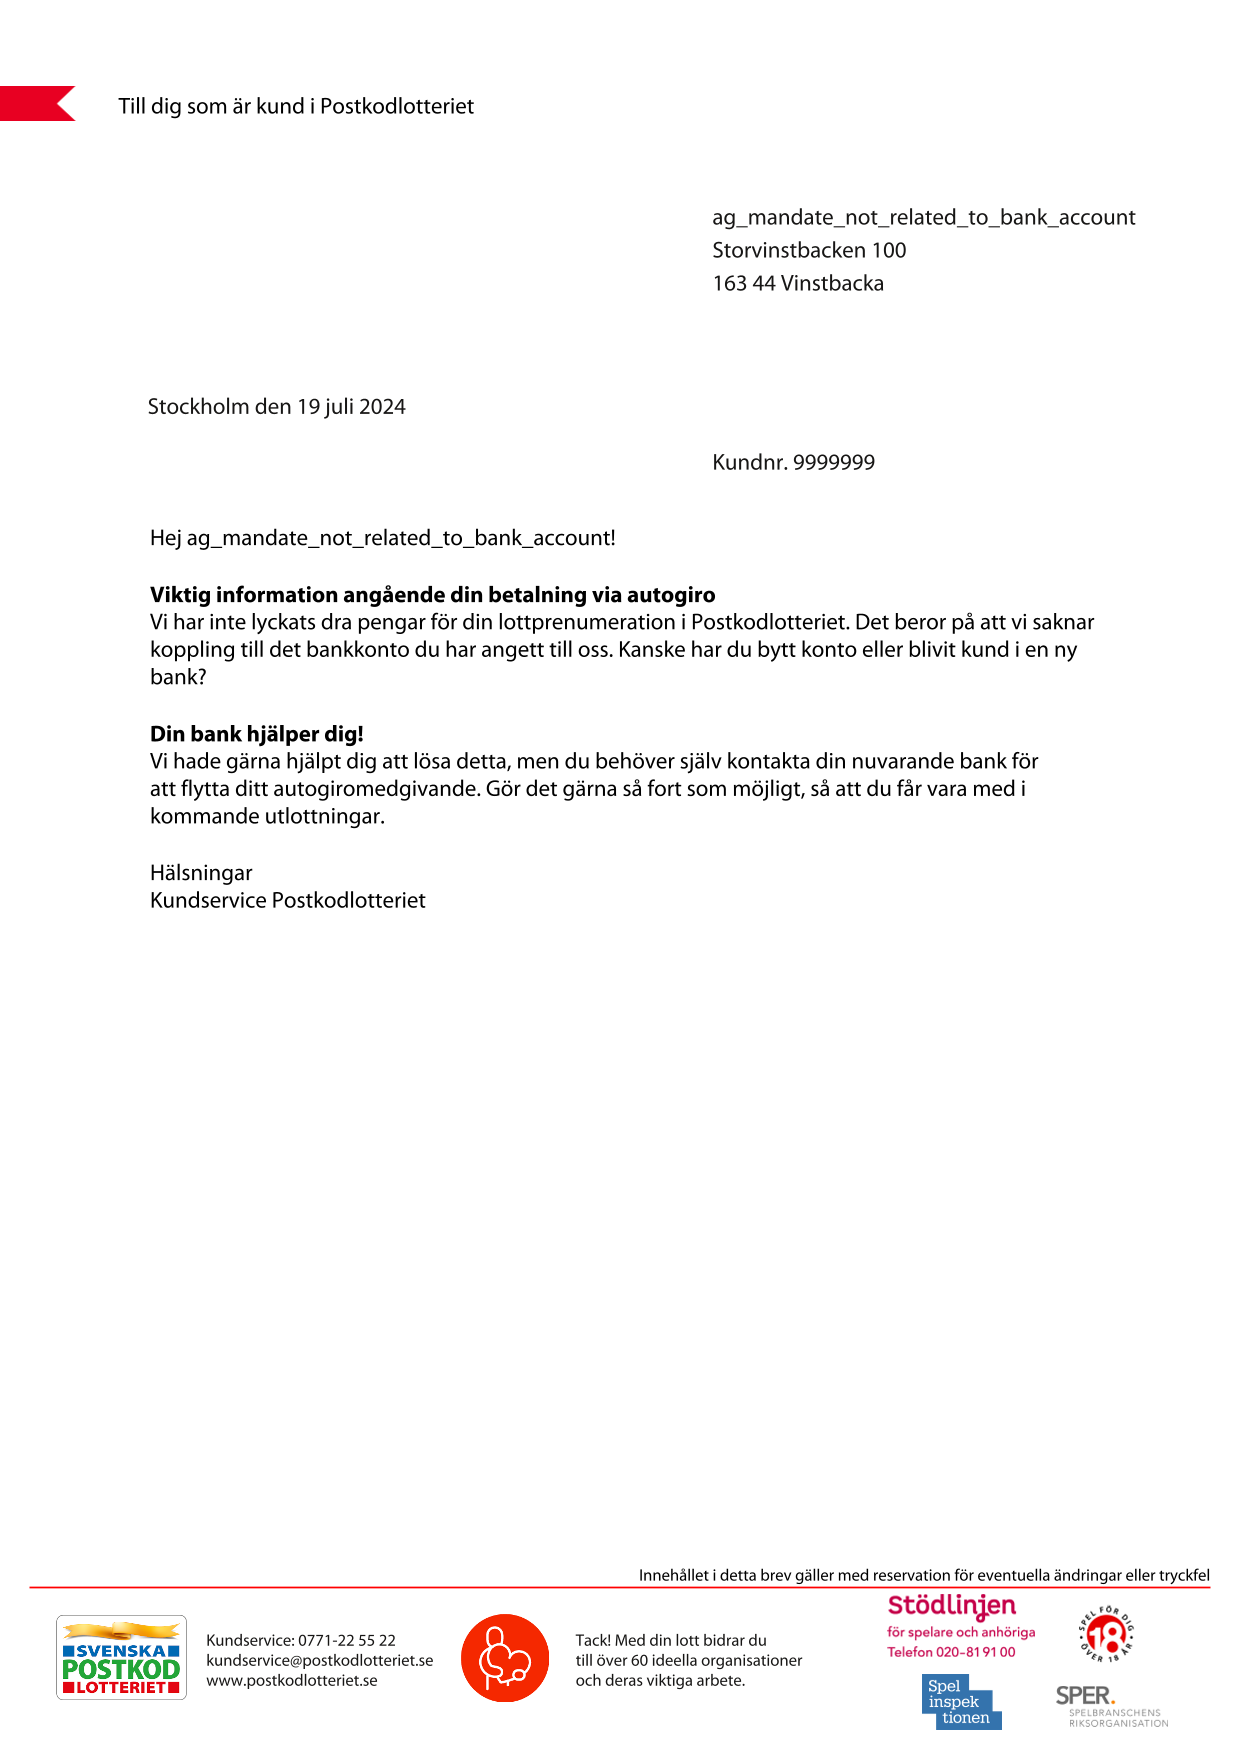 Till dig som är kund i Postkodlotteriet
ag_mandate_not_related_to_bank_account
Storvinstbacken 100
163 44 Vinstbacka
Stockholm den 19 juli 2024
Kundnr. 9999999
Hej ag_mandate_not_related_to_bank_account!
Viktig information angående din betalning via autogiro
Vi har inte lyckats dra pengar för din lottprenumeration i Postkodlotteriet. Det beror på att vi saknar
koppling till det bankkonto du har angett till oss. Kanske har du bytt konto eller blivit kund i en ny
bank?
Din bank hjälper dig!
Vi hade gärna hjälpt dig att lösa detta, men du behöver själv kontakta din nuvarande bank för
att flytta ditt autogiromedgivande. Gör det gärna så fort som möjligt, så att du får vara med i
kommande utlottningar.
Hälsningar
Kundservice Postkodlotteriet
Innehållet i detta brev gäller med reservation för eventuella ändringar eller tryckfel
SVENSKA
POSTKOD
LOTTERIET
Kundservice: 0771-22 55 22
kundservice@postkodlotteriet.se
www.postkodlotteriet.se
Tack! Med din lott bidrar du
till över 60 ideella organisationer
och deras viktiga arbete.
Stödlinjen
för spelare och anhöriga
Telefon 020-81 91 00
SPEL FÖR DIG
18
ÖVER 18 ÅR
Spel
inspek
tionen
SPER.
SPELBRANSCHENS
RIKSORGANISATION